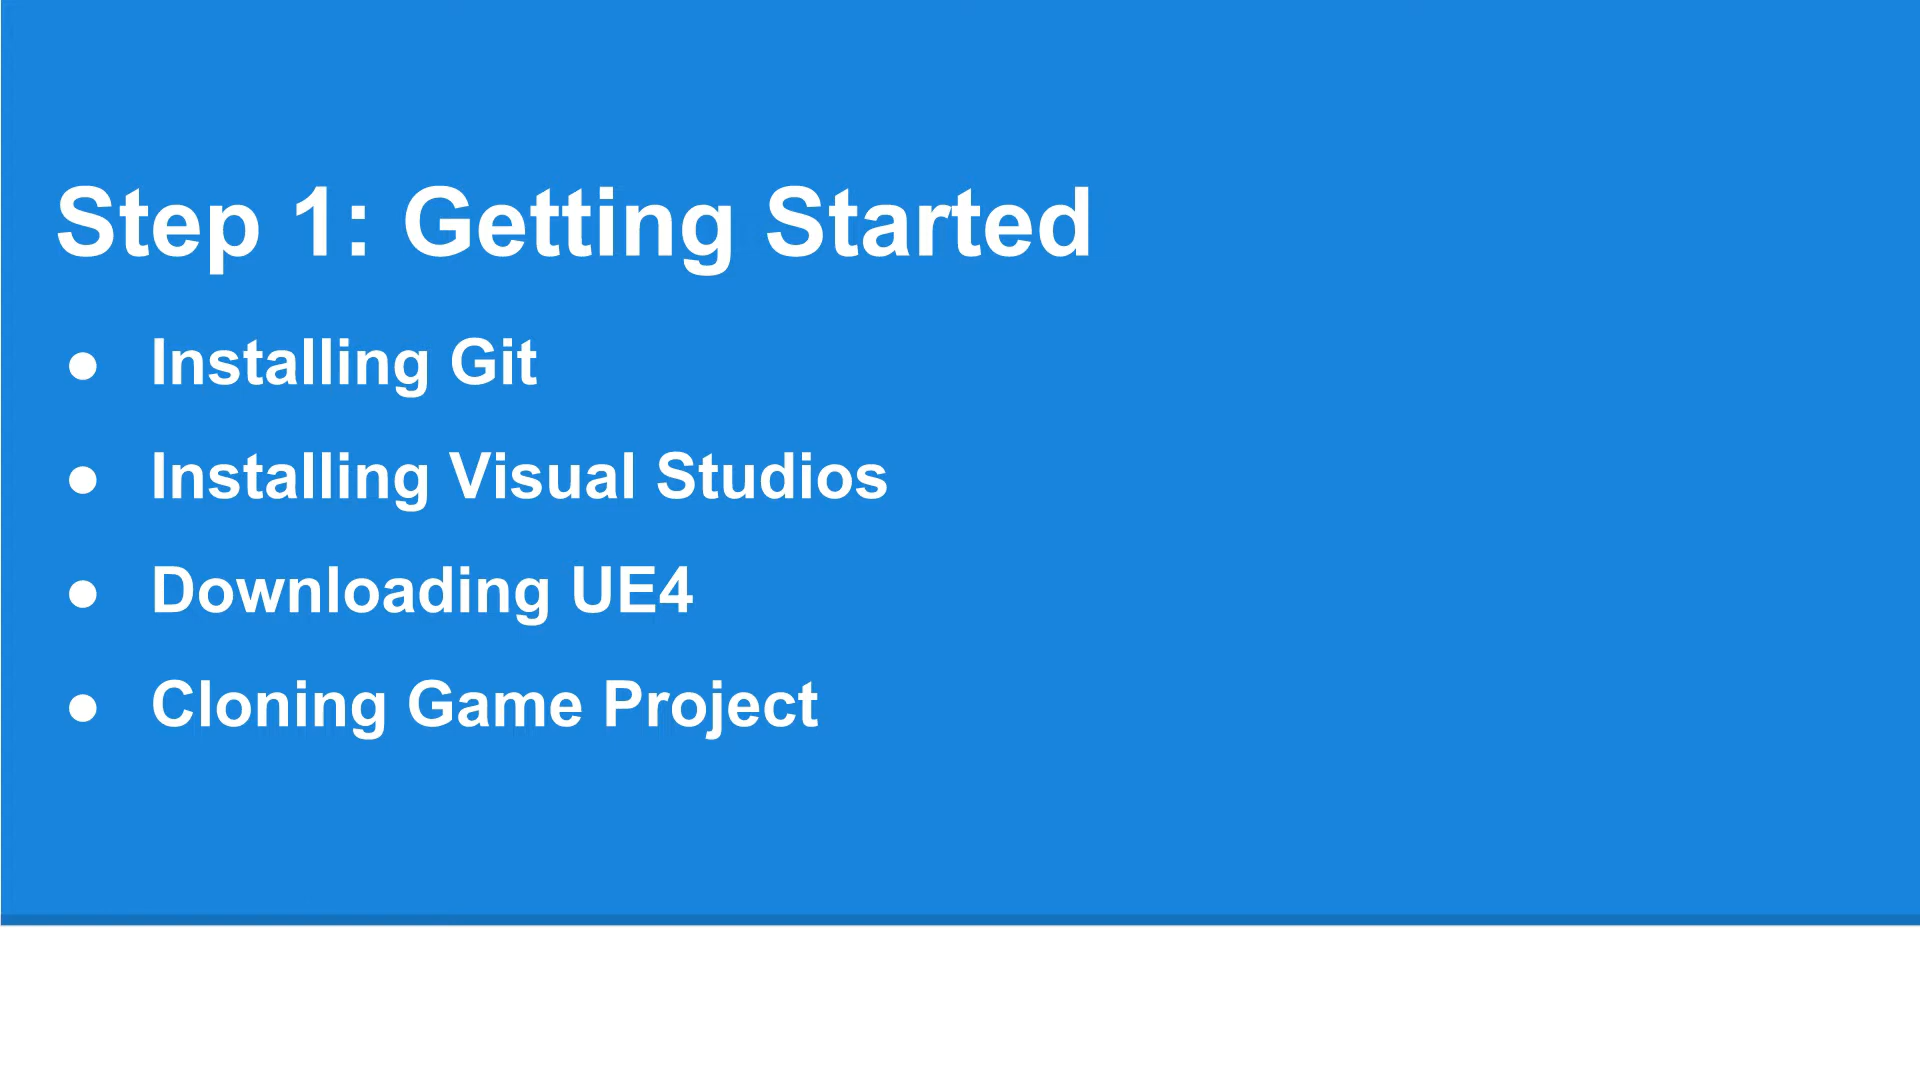 Step 1: Getting Started
● Installing Git
● Installing Visual Studios
● Downloading UE4
● Cloning Game Project